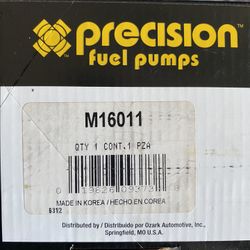 precision
fuel pumps
M16011
QTY 1 CONT.1 PZA
MADE IN KOREA / HECHO EN COREA
6312
Distributed by / Distribuido por Ozark Automotive, Inc.,
Springfield, MO U.S.A.